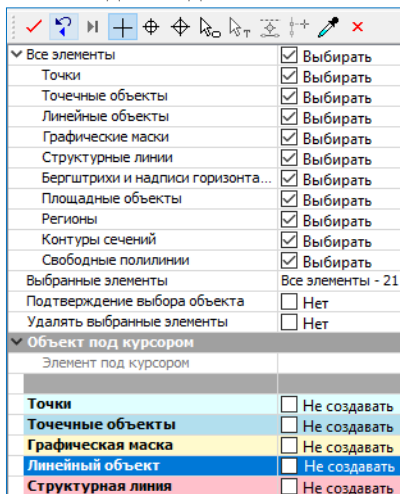 Все элементы Выбирать
Точки Выбирать
Точечные объекты Выбирать
Линейные объекты Выбирать
Графические маски Выбирать
Структурные линии Выбирать
Бергштрихи и надписи горизонта... Выбирать
Площадные объекты Выбирать
Регионы Выбирать
Контуры сечений Выбирать
Свободные полилинии Выбирать
Выбранные элементы Все элементы - 21
Подтверждение выбора объекта Нет
Удалять выбранные элементы Нет
Объект под курсором
Элемент под курсором
Точки Не создавать
Точечные объекты Не создавать
Графическая маска Не создавать
Линейный объект Не создавать
Структурная линия Не создавать